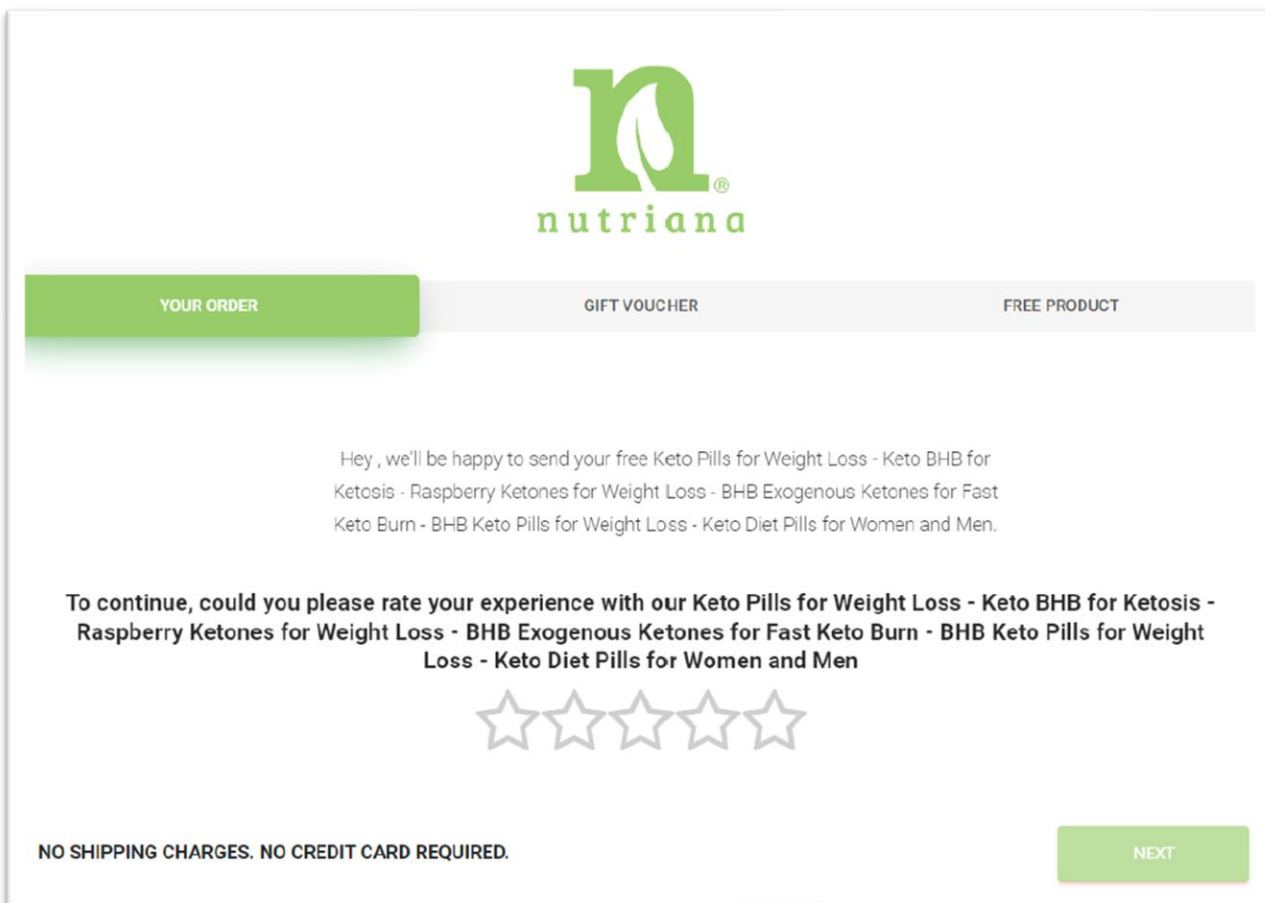 n®
nutriana
YOUR ORDER
GIFT VOUCHER
FREE PRODUCT
Hey , we'll be happy to send your free Keto Pills for Weight Loss - Keto BHB for
Ketosis - Raspberry Ketones for Weight Loss - BHB Exogenous Ketones for Fast
Keto Burn - BHB Keto Pills for Weight Loss - Keto Diet Pills for Women and Men.
To continue, could you please rate your experience with our Keto Pills for Weight Loss - Keto BHB for Ketosis -
Raspberry Ketones for Weight Loss - BHB Exogenous Ketones for Fast Keto Burn - BHB Keto Pills for Weight
Loss - Keto Diet Pills for Women and Men
NO SHIPPING CHARGES. NO CREDIT CARD REQUIRED.
NEXT